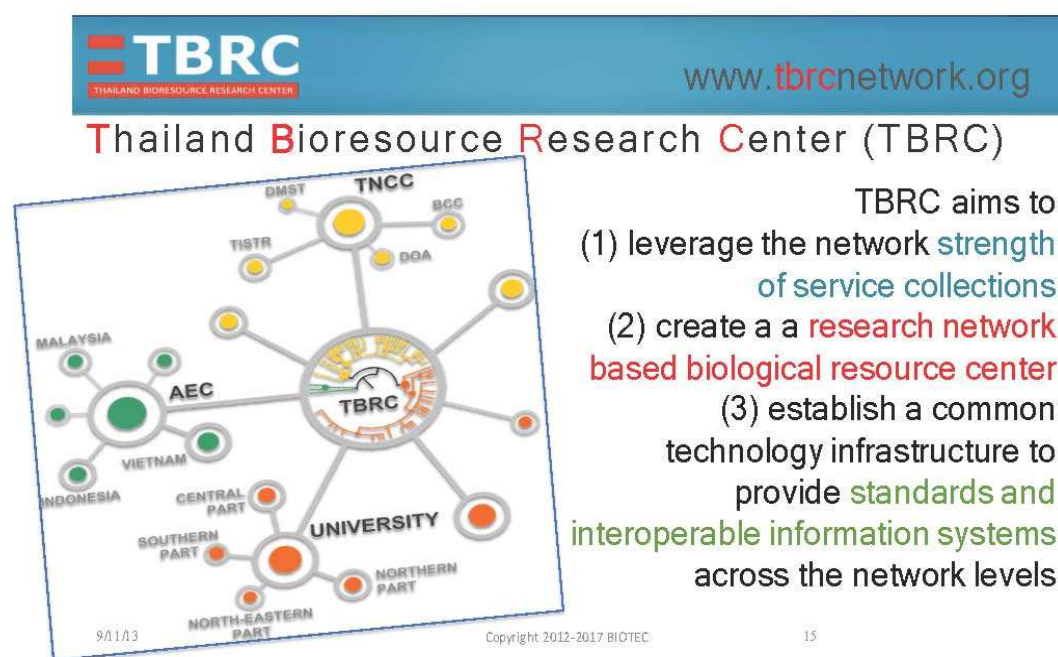 TBRC
THAILAND BIORESOURCE RESEARCH CENTER
www.tbrcnetwork.org
Thailand Bioresource Research Center (TBRC)
DMST
TNCC
BCC
TISTR
DOA
MALAYSIA
AEC
TBRC
VIETNAM
INDONESIA
CENTRAL
PART
UNIVERSITY
SOUTHERN
PART
NORTHERN
PART
NORTH-EASTERN
PART
TBRC aims to
(1) leverage the network strength
of service collections
(2) create a a research network
based biological resource center
(3) establish a common
technology infrastructure to
provide standards and
interoperable information systems
across the network levels
9/11/13
Copyright 2012-2017 BIOTEC
15